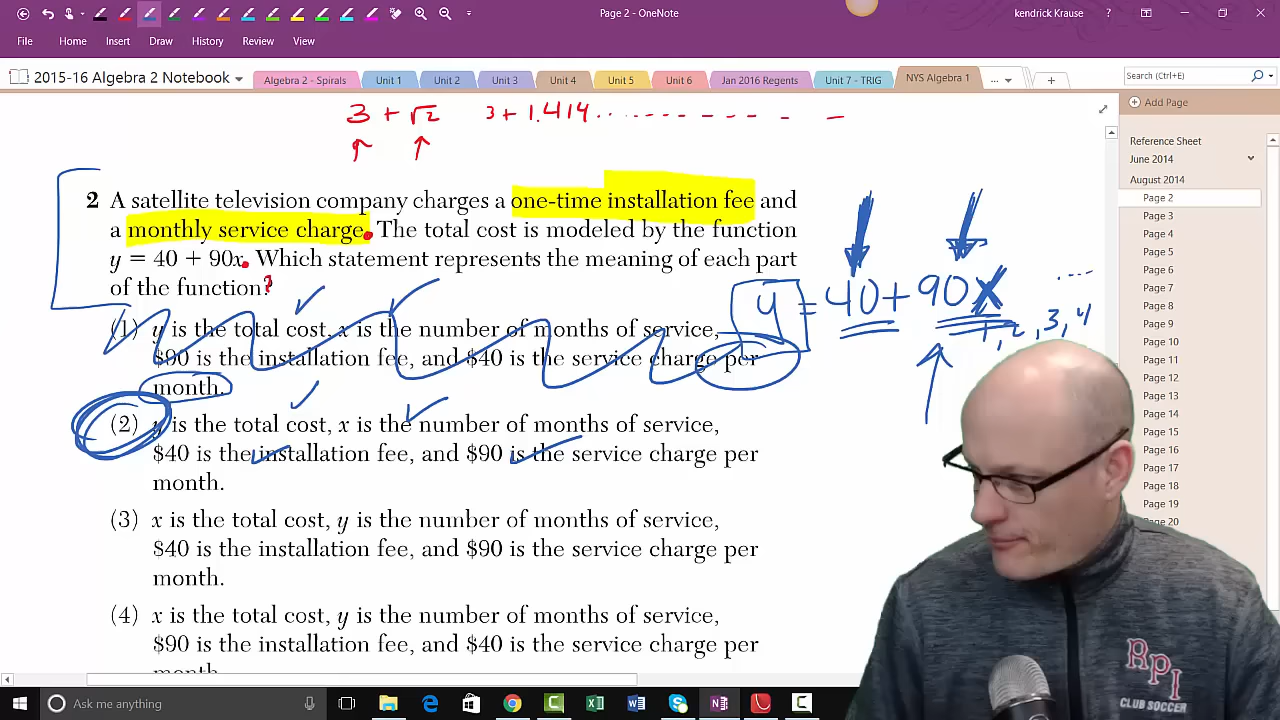 Page 2 - OneNote
kendrick Krause
?
File
Home
Insert
Draw
History
Review
View
2015-16 Algebra 2 Notebook
Algebra 2 - Spirals
Unit 1
Unit 2
Unit 3
Unit 4
Unit 5
Unit 6
Jan 2016 Regents
Unit 7 - TRIG
NYS Algebra 1
...
+
Search (Ctrl+E)
3 + √2
3 + 1.414
2 A satellite television company charges a one-time installation fee and
a monthly service charge. The total cost is modeled by the function
y = 40 + 90x. Which statement represents the meaning of each part
of the function?
(1) y is the total cost, x is the number of months of service,
$90 is the installation fee, and $40 is the service charge per
month.
(2) y is the total cost, x is the number of months of service,
$40 is the installation fee, and $90 is the service charge per
month.
(3) x is the total cost, y is the number of months of service,
$40 is the installation fee, and $90 is the service charge per
month.
(4) x is the total cost, y is the number of months of service,
$90 is the installation fee, and $40 is the service charge per
month.
y = 40 + 90x
1, 2, 3, 4
Add Page
Reference Sheet
June 2014
August 2014
Page 2
Page 3
Page 4
Page 5
Page 6
Page 7
Page 8
Page 9
Page 10
Page 11
Page 12
Page 13
Page 14
Page 15
Page 16
Page 17
Page 18
Page 19
Page 20
RPI
CLUB SOCCER
Ask me anything